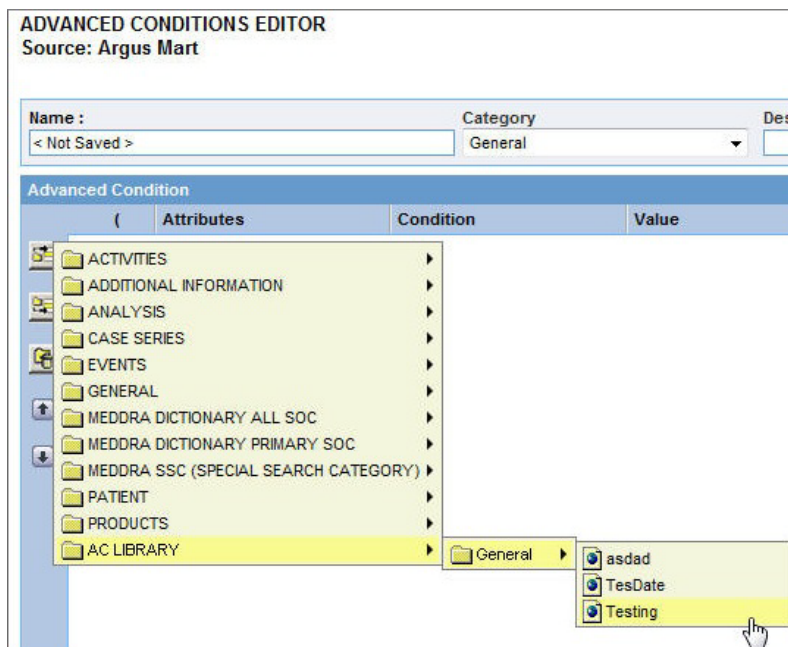 ADVANCED CONDITIONS EDITOR
Source: Argus Mart
Name : Category Des
< Not Saved > General
Advanced Condition
( Attributes Condition Value
ACTIVITIES
ADDITIONAL INFORMATION
ANALYSIS
CASE SERIES
EVENTS
GENERAL
MEDDRA DICTIONARY ALL SOC
MEDDRA DICTIONARY PRIMARY SOC
MEDDRA SSC (SPECIAL SEARCH CATEGORY)
PATIENT
PRODUCTS
AC LIBRARY General asdad
TesDate
Testing